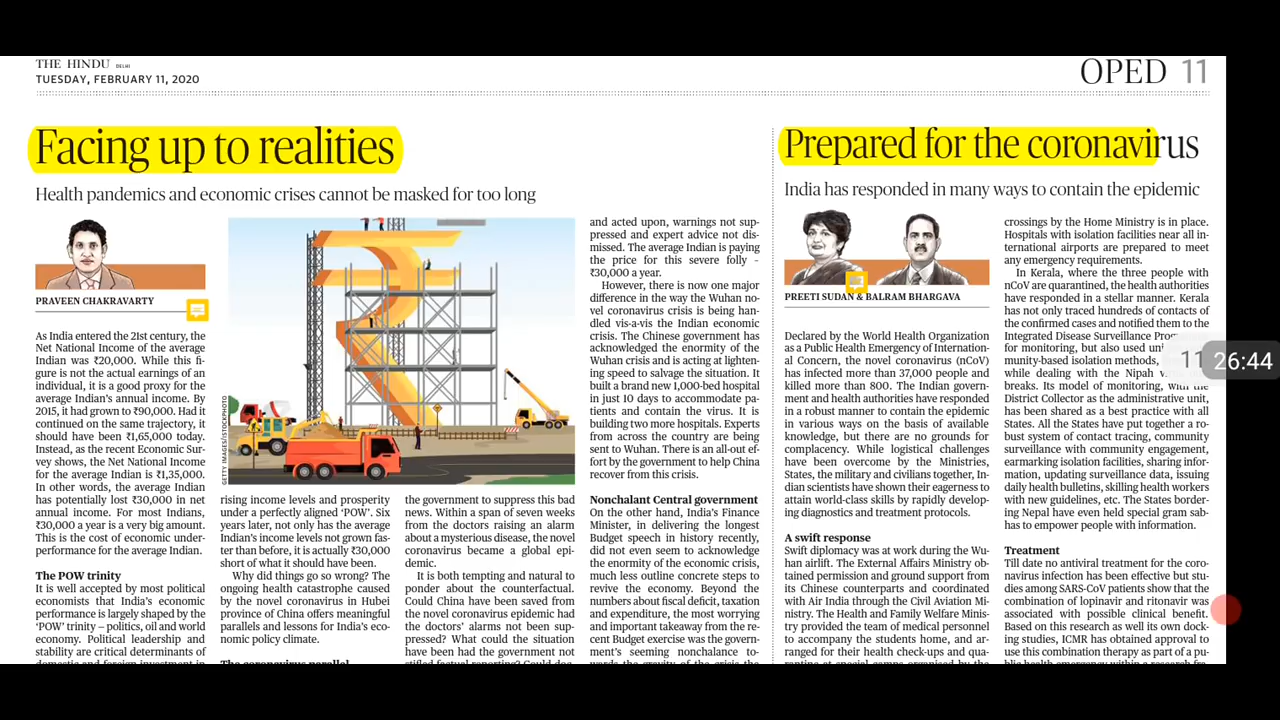 THE HINDU DELHI
TUESDAY, FEBRUARY 11, 2020
OPED 11
Facing up to realities
Health pandemics and economic crises cannot be masked for too long
PRAVEEN CHAKRAVARTY
As India entered the 21st century, the
Net National Income of the average
Indian was ₹20,000. While this fi-
gure is not the actual earnings of an
individual, it is a good proxy for the
average Indian's annual income. By
2015, it had grown to ₹90,000. Had it
continued on the same trajectory, it
should have been ₹1,65,000 today.
Instead, as the recent Economic Sur-
vey shows, the Net National Income
for the average Indian is ₹1,35,000.
In other words, the average Indian
has potentially lost ₹30,000 in net
annual income. For most Indians,
₹30,000 a year is a very big amount.
This is the cost of economic under-
performance for the average Indian.
The POW trinity
It is well accepted by most political
economists that India's economic
performance is largely shaped by the
'POW' trinity – politics, oil and world
economy. Political leadership and
stability are critical determinants of
domestic and foreign investment in
GETTY IMAGES/ISTOCKPHOTO
rising income levels and prosperity
under a perfectly aligned 'POW'. Six
years later, not only has the average
Indian's income levels not grown fas-
ter than before, it is actually ₹30,000
short of what it should have been.
Why did things go so wrong? The
ongoing health catastrophe caused
by the novel coronavirus in Hubei
province of China offers meaningful
parallels and lessons for India's eco-
nomic policy climate.
The coronavirus parallel
the government to suppress this bad
news. Within a span of seven weeks
from the doctors raising an alarm
about a mysterious disease, the novel
coronavirus became a global epi-
demic.
It is both tempting and natural to
ponder about the counterfactual.
Could China have been saved from
the novel coronavirus epidemic had
the doctors' alarms not been sup-
pressed? What could the situation
have been had the government not
stifled factual reporting? Could doc-
and acted upon, warnings not sup-
pressed and expert advice not dis-
missed. The average Indian is paying
the price for this severe folly –
₹30,000 a year.
However, there is now one major
difference in the way the Wuhan no-
vel coronavirus crisis is being han-
dled vis-a-vis the Indian economic
crisis. The Chinese government has
acknowledged the enormity of the
Wuhan crisis and is acting at lighten-
ing speed to salvage the situation. It
built a brand new 1,000-bed hospital
in just 10 days to accommodate pa-
tients and contain the virus. It is
building two more hospitals. Experts
from across the country are being
sent to Wuhan. There is an all-out ef-
fort by the government to help China
recover from this crisis.
Nonchalant Central government
On the other hand, India's Finance
Minister, in delivering the longest
Budget speech in history recently,
did not even seem to acknowledge
the enormity of the economic crisis,
much less outline concrete steps to
revive the economy. Beyond the
numbers about fiscal deficit, taxation
and expenditure, the most worrying
and important takeaway from the re-
cent Budget exercise was the govern-
ment's seeming nonchalance to-
wards the gravity of the crisis the
Prepared for the coronavirus
India has responded in many ways to contain the epidemic
PREETI SUDAN & BALRAM BHARGAVA
Declared by the World Health Organization
as a Public Health Emergency of Internation-
al Concern, the novel coronavirus (nCoV)
has infected more than 37,000 people and
killed more than 800. The Indian govern-
ment and health authorities have responded
in a robust manner to contain the epidemic
in various ways on the basis of available
knowledge, but there are no grounds for
complacency. While logistical challenges
have been overcome by the Ministries,
States, the military and civilians together, In-
dian scientists have shown their eagerness to
attain world-class skills by rapidly develop-
ing diagnostics and treatment protocols.
A swift response
Swift diplomacy was at work during the Wu-
han airlift. The External Affairs Ministry ob-
tained permission and ground support from
its Chinese counterparts and coordinated
with Air India through the Civil Aviation Mi-
nistry. The Health and Family Welfare Minis-
try provided the team of medical personnel
to accompany the students home, and ar-
ranged for their health check-ups and qua-
rantine at special camps organised by the
crossings by the Home Ministry is in place.
Hospitals with isolation facilities near all in-
ternational airports are prepared to meet
any emergency requirements.
In Kerala, where the three people with
nCoV are quarantined, the health authorities
have responded in a stellar manner. Kerala
has not only traced hundreds of contacts of
the confirmed cases and notified them to the
Integrated Disease Surveillance
for monitoring, but also used
munity-based isolation methods,
while dealing with the Nipah
breaks. Its model of monitoring, with the
District Collector as the administrative unit,
has been shared as a best practice with all
States. All the States have put together a ro-
bust system of contact tracing, community
surveillance with community engagement,
earmarking isolation facilities, sharing infor-
mation, updating surveillance data, issuing
daily health bulletins, skilling health workers
with new guidelines, etc. The States border-
ing Nepal have even held special gram sab-
has to empower people with information.
Treatment
Till date no antiviral treatment for the coro-
navirus infection has been effective but stu-
dies among SARS-CoV patients show that the
combination of lopinavir and ritonavir was
associated with possible clinical benefit.
Based on this research as well its own dock-
ing studies, ICMR has obtained approval to
use this combination therapy as part of a pu-
blic health emergency within a research fra-
11
26:44